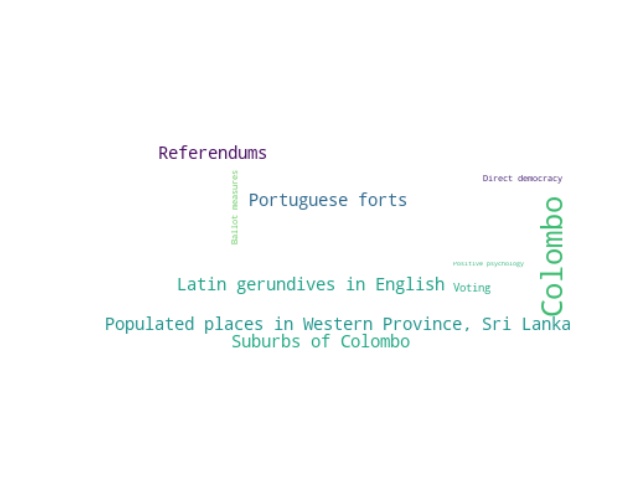 Referendums
Direct democracy
Ballot measures
Portuguese forts
Colombo
Positive psychology
Latin gerundives in English
Voting
Populated places in Western Province, Sri Lanka
Suburbs of Colombo